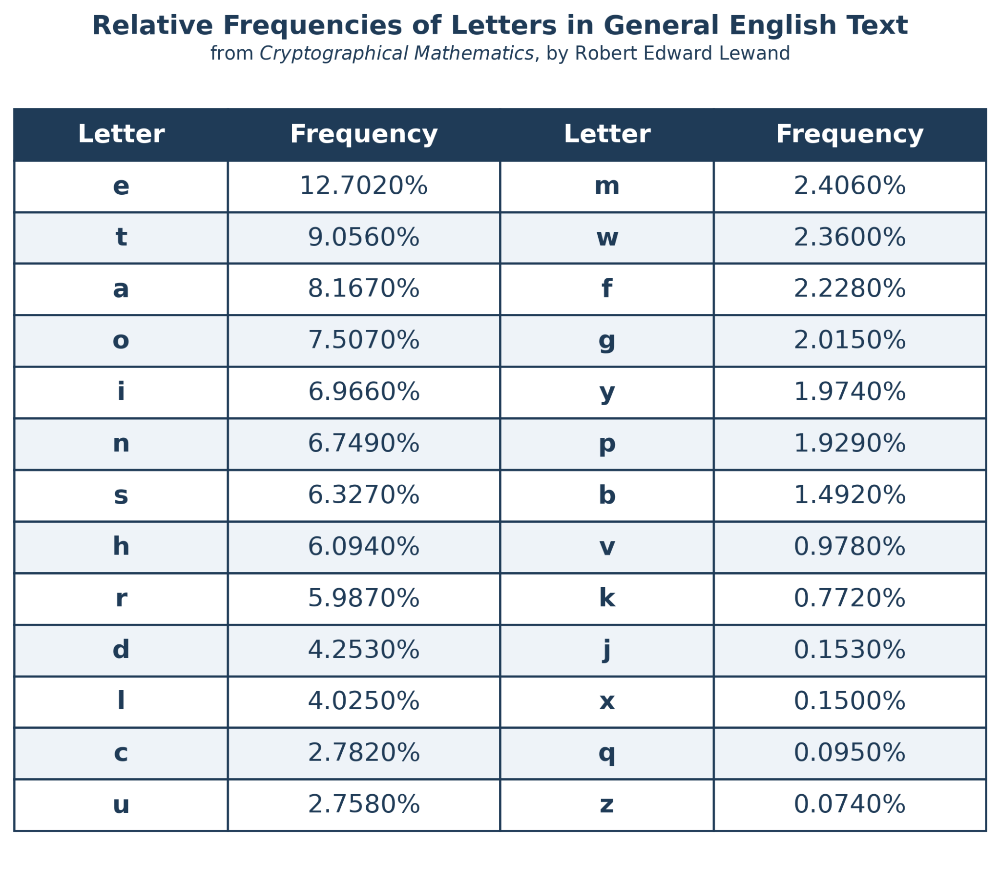 Relative Frequencies of Letters in General English Text
from Cryptographical Mathematics, by Robert Edward Lewand
Letter Frequency Letter Frequency
e 12.7020% m 2.4060%
t 9.0560% w 2.3600%
a 8.1670% f 2.2280%
o 7.5070% g 2.0150%
i 6.9660% y 1.9740%
n 6.7490% p 1.9290%
s 6.3270% b 1.4920%
h 6.0940% v 0.9780%
r 5.9870% k 0.7720%
d 4.2530% j 0.1530%
l 4.0250% x 0.1500%
c 2.7820% q 0.0950%
u 2.7580% z 0.0740%